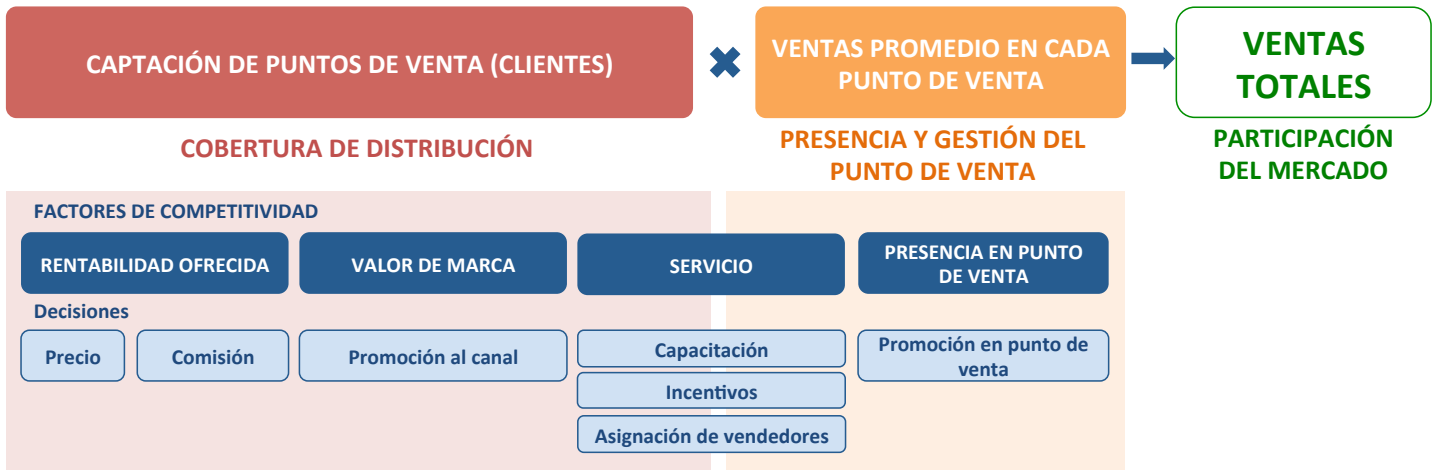 CAPTACIÓN DE PUNTOS DE VENTA (CLIENTES)
VENTAS PROMEDIO EN CADA
PUNTO DE VENTA
VENTAS
TOTALES
COBERTURA DE DISTRIBUCIÓN
PRESENCIA Y GESTIÓN DEL
PUNTO DE VENTA
PARTICIPACIÓN
DEL MERCADO
FACTORES DE COMPETITIVIDAD
RENTABILIDAD OFRECIDA
VALOR DE MARCA
SERVICIO
PRESENCIA EN PUNTO
DE VENTA
Decisiones
Precio
Comisión
Promoción al canal
Capacitación
Incentivos
Asignación de vendedores
Promoción en punto de
venta